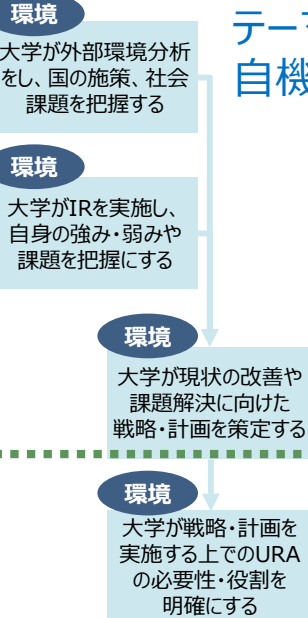 環境
大学が外部環境分析
をし、国の施策、社会
課題を把握する
テー
自機
環境
大学がIRを実施し、
自身の強み・弱みや
課題を把握にする
環境
大学が現状の改善や
課題解決に向けた
戦略・計画を策定する
環境
大学が戦略・計画を
実施する上でのURA
の必要性・役割を
明確にする